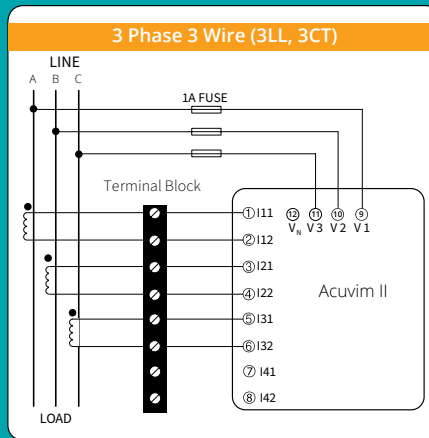 3 Phase 3 Wire (3LL, 3CT)
LINE
A B C
1A FUSE
Terminal Block
① I11
② I12
③ I21
④ I22
⑤ I31
⑥ I32
⑦ I41
⑧ I42
⑫ ⑪ ⑩ ⑨
VN V3 V2 V1
Acuvim II
LOAD